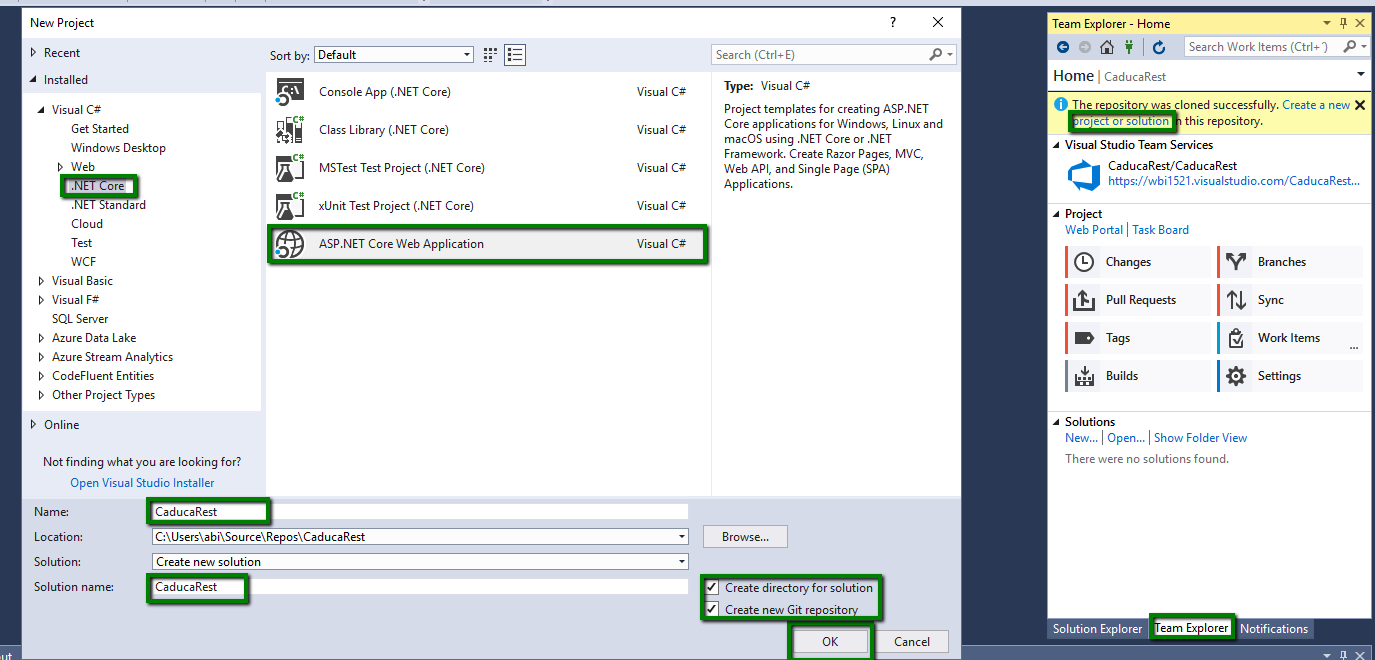 New Project
?
Recent
Installed
Visual C#
Get Started
Windows Desktop
Web
.NET Core
.NET Standard
Cloud
Test
WCF
Visual Basic
Visual F#
SQL Server
Azure Data Lake
Azure Stream Analytics
CodeFluent Entities
Other Project Types
Online
Not finding what you are looking for?
Open Visual Studio Installer
Sort by: Default
Search (Ctrl+E)
Console App (.NET Core) Visual C#
Class Library (.NET Core) Visual C#
MSTest Test Project (.NET Core) Visual C#
xUnit Test Project (.NET Core) Visual C#
ASP.NET Core Web Application Visual C#
Type: Visual C#
Project templates for creating ASP.NET
Core applications for Windows, Linux and
macOS using .NET Core or .NET
Framework. Create Razor Pages, MVC,
Web API, and Single Page (SPA)
Applications.
Name: CaducaRest
Location: C:\Users\abi\Source\Repos\CaducaRest
Browse...
Solution: Create new solution
Solution name: CaducaRest
Create directory for solution
Create new Git repository
OK
Cancel
Team Explorer - Home
Search Work Items (Ctrl+´)
Home | CaducaRest
The repository was cloned successfully. Create a new
project or solution in this repository.
Visual Studio Team Services
CaducaRest/CaducaRest
https://wbi1521.visualstudio.com/CaducaRest...
Project
Web Portal | Task Board
Changes
Branches
Pull Requests
Sync
Tags
Work Items
...
Builds
Settings
Solutions
New... | Open... | Show Folder View
There were no solutions found.
Solution Explorer
Team Explorer
Notifications